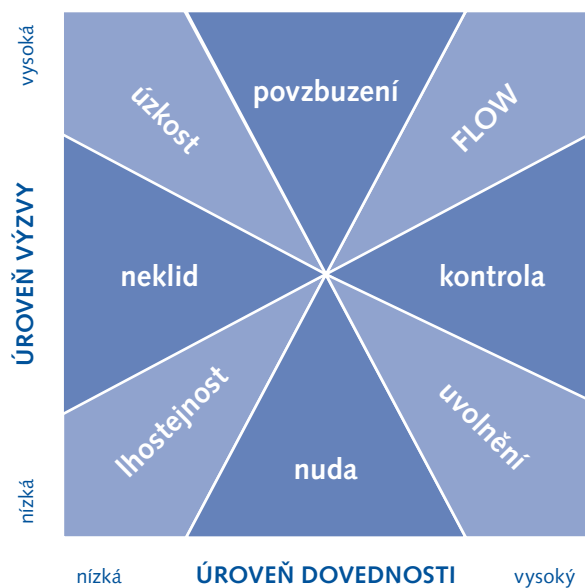 vysoká
povzbuzení
úzkost
FLOW
ÚROVEŇ VÝZVY
neklid
kontrola
lhostejnost
uvolnění
nuda
nízká
nízká
ÚROVEŇ DOVEDNOSTI
vysoký